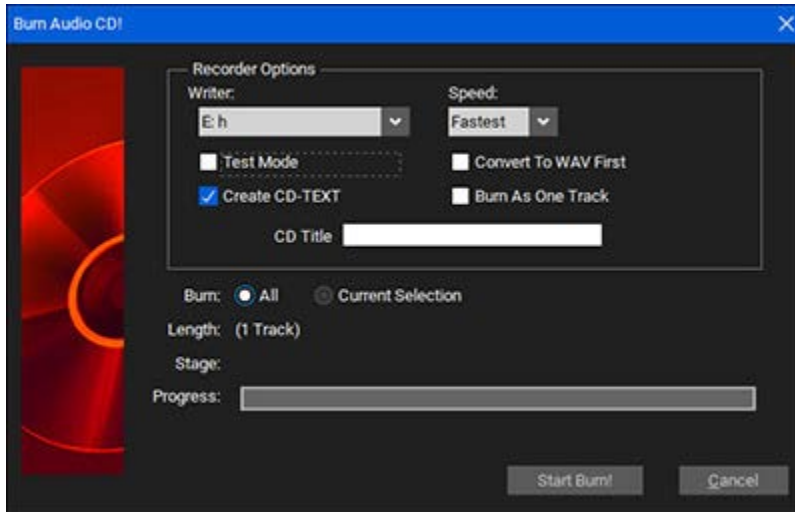 Burn Audio CD!
Recorder Options
Writer: Speed:
E: h Fastest
Test Mode Convert To WAV First
Create CD-TEXT Burn As One Track
CD Title
Burn: All Current Selection
Length: (1 Track)
Stage:
Progress:
Start Burn! Cancel